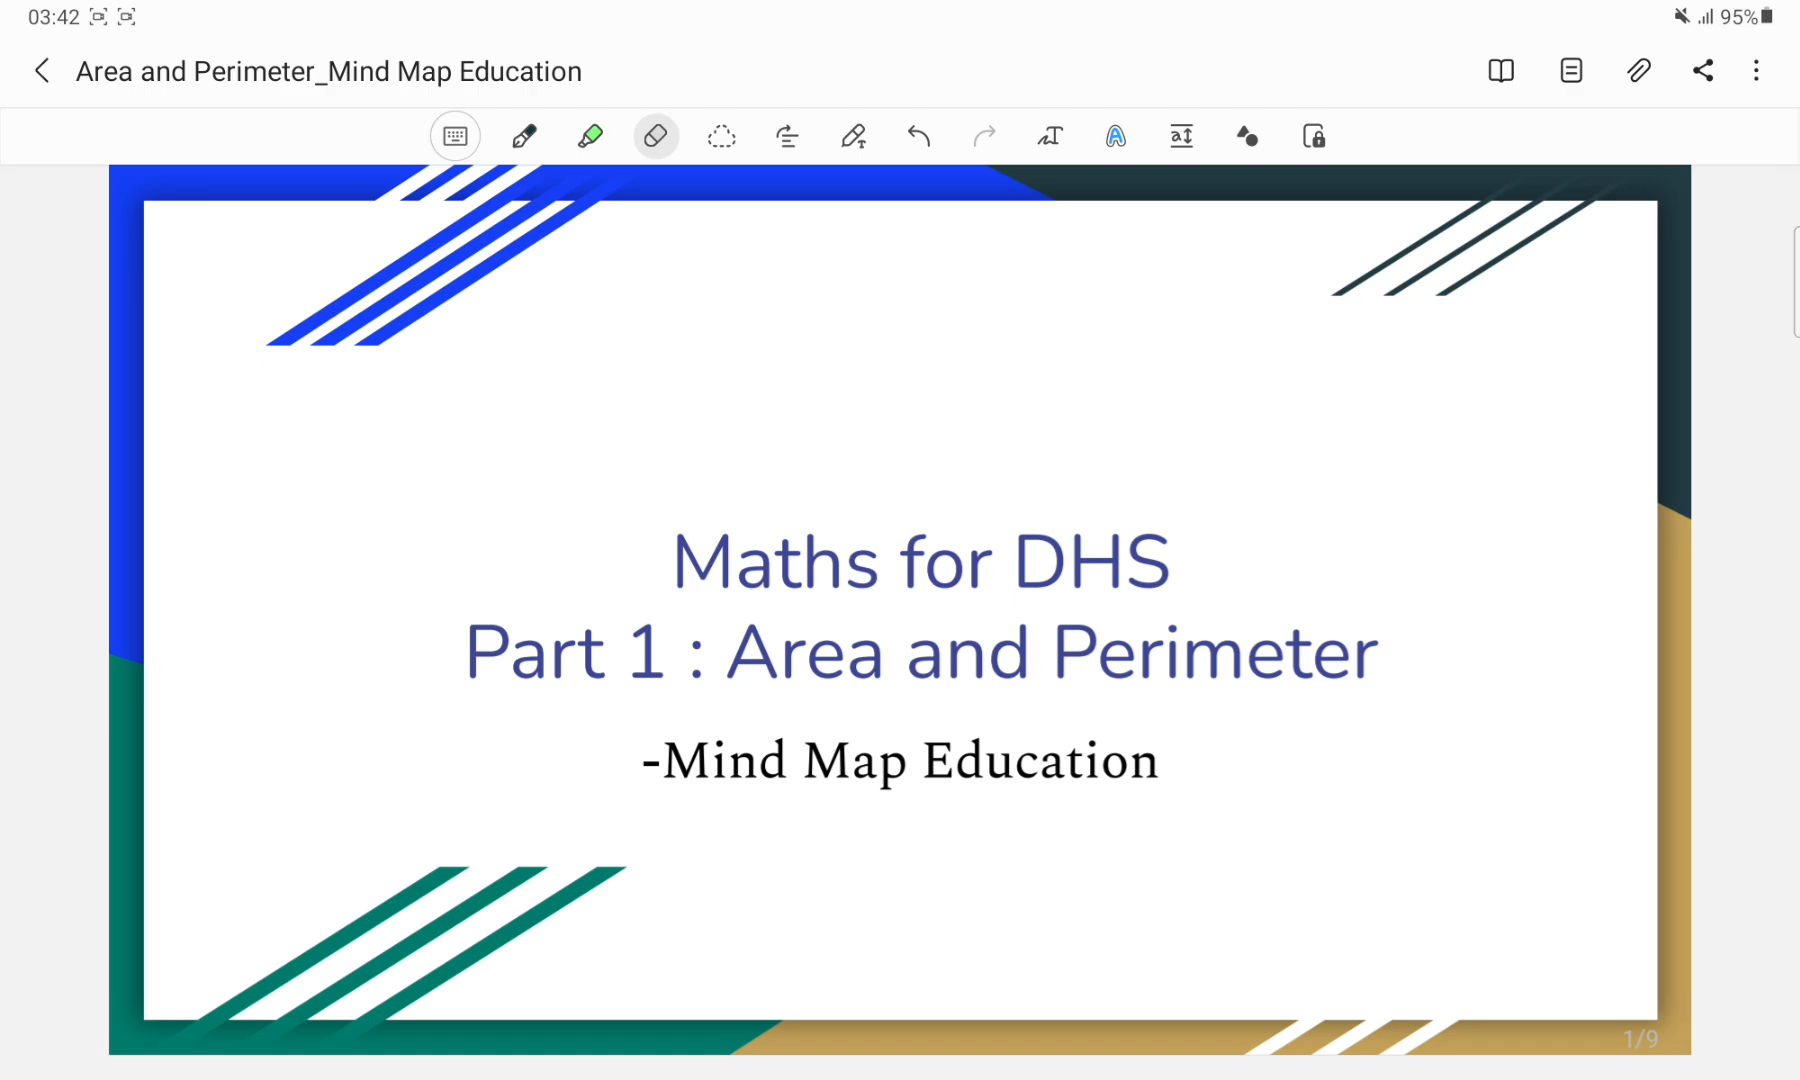 03:42
95%
Area and Perimeter_Mind Map Education
Maths for DHS
Part 1 : Area and Perimeter
-Mind Map Education
1/9